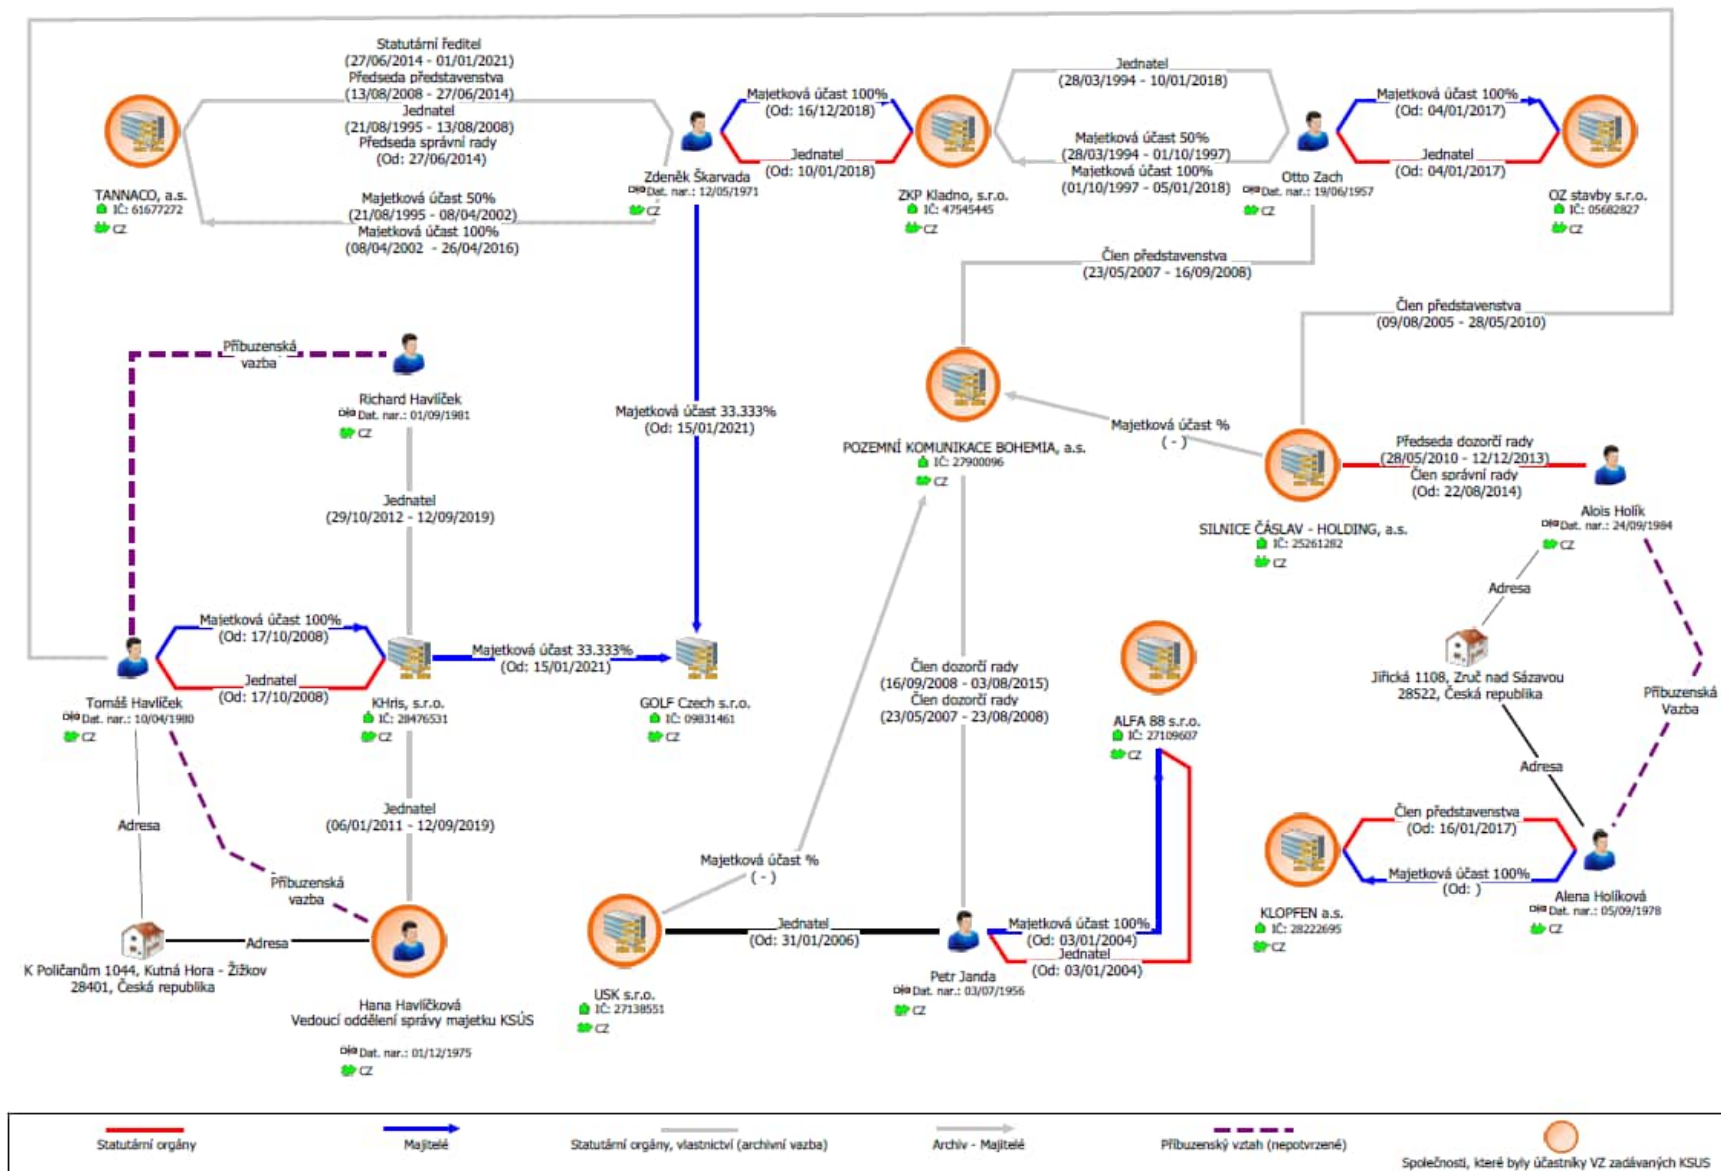 Statutární ředitel
(27/06/2014 - 01/01/2021)
Předseda představenstva
(13/08/2008 - 27/06/2014)
Jednatel
(21/08/1995 - 13/08/2008)
Předseda správní rady
(Od: 27/06/2014)
Majetková účast 50%
(21/08/1995 - 08/04/2002)
Majetková účast 100%
(08/04/2002 - 26/04/2016)
TANNACO, a.s.
IČ: 61677272
CZ
Zdeněk Škarvada
Dat. nar.: 12/05/1971
CZ
Majetková účast 100%
(Od: 16/12/2018)
Jednatel
(Od: 10/01/2018)
ZKP Kladno, s.r.o.
IČ: 47545445
CZ
Jednatel
(28/03/1994 - 10/01/2018)
Majetková účast 50%
(28/03/1994 - 01/10/1997)
Majetková účast 100%
(01/10/1997 - 05/01/2018)
Otto Zach
Dat. nar.: 19/06/1957
CZ
Majetková účast 100%
(Od: 04/01/2017)
Jednatel
(Od: 04/01/2017)
OZ stavby s.r.o.
IČ: 05682827
CZ
Člen představenstva
(23/05/2007 - 16/09/2008)
Člen představenstva
(09/08/2005 - 28/05/2010)
Příbuzenská
vazba
Richard Havlíček
Dat. nar.: 01/09/1981
CZ
Majetková účast 33.333%
(Od: 15/01/2021)
POZEMNÍ KOMUNIKACE BOHEMIA, a.s.
IČ: 27900096
CZ
Majetková účast %
( - )
SILNICE ČÁSLAV - HOLDING, a.s.
IČ: 25261282
CZ
Předseda dozorčí rady
(28/05/2010 - 12/12/2013)
Člen správní rady
(Od: 22/08/2014)
Alois Holík
Dat. nar.: 24/09/1984
CZ
Jednatel
(29/10/2012 - 12/09/2019)
Adresa
Jiřická 1108, Zruč nad Sázavou
28522, Česká republika
Příbuzenská
Vazba
Adresa
Majetková účast 100%
(Od: 17/10/2008)
Jednatel
(Od: 17/10/2008)
Tomáš Havlíček
Dat. nar.: 10/04/1980
CZ
KHris, s.r.o.
IČ: 28476531
CZ
Majetková účast 33.333%
(Od: 15/01/2021)
GOLF Czech s.r.o.
IČ: 09831461
CZ
Člen dozorčí rady
(16/09/2008 - 03/08/2015)
Člen dozorčí rady
(23/05/2007 - 23/08/2008)
ALFA 88 s.r.o.
IČ: 27109607
CZ
Adresa
Jednatel
(06/01/2011 - 12/09/2019)
Příbuzenská
vazba
Majetková účast %
( - )
Člen představenstva
(Od: 16/01/2017)
Majetková účast 100%
(Od: )
KLOPFEN a.s.
IČ: 28222695
CZ
Alena Holíková
Dat. nar.: 05/09/1978
CZ
K Poličanům 1044, Kutná Hora - Žižkov
28401, Česká republika
Adresa
Hana Havlíčková
Vedoucí oddělení správy majetku KSÚS
Dat. nar.: 01/12/1975
CZ
USK s.r.o.
IČ: 27138551
CZ
Jednatel
(Od: 31/01/2006)
Petr Janda
Dat. nar.: 03/07/1956
CZ
Majetková účast 100%
(Od: 03/01/2004)
Jednatel
(Od: 03/01/2004)
Statutární orgány
Majitelé
Statutární orgány, vlastnictví (archivní vazba)
Archiv - Majitelé
Příbuzenský vztah (nepotvrzené)
Společnosti, které byly účastníky VZ zadávaných KSUS